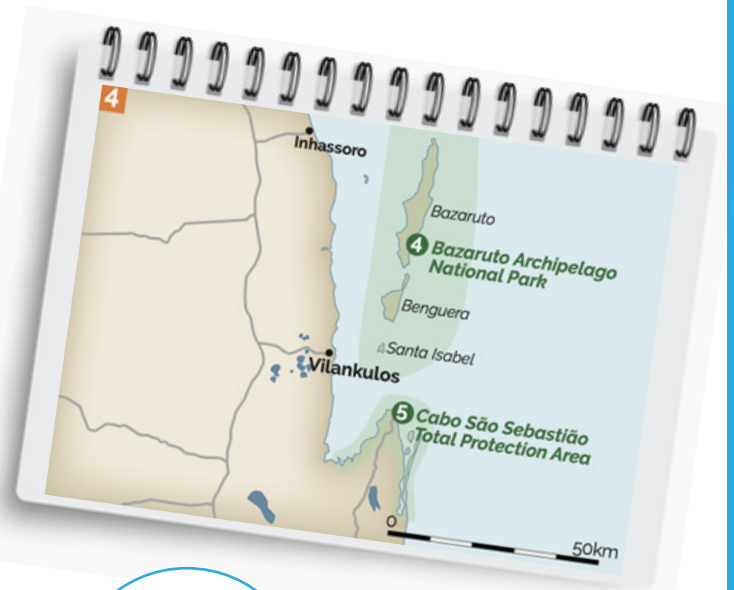 4
Inhassoro
Bazaruto
4 Bazaruto Archipelago
National Park
Benguera
Santa Isabel
Vilankulos
5 Cabo São Sebastião
Total Protection Area
0
50km